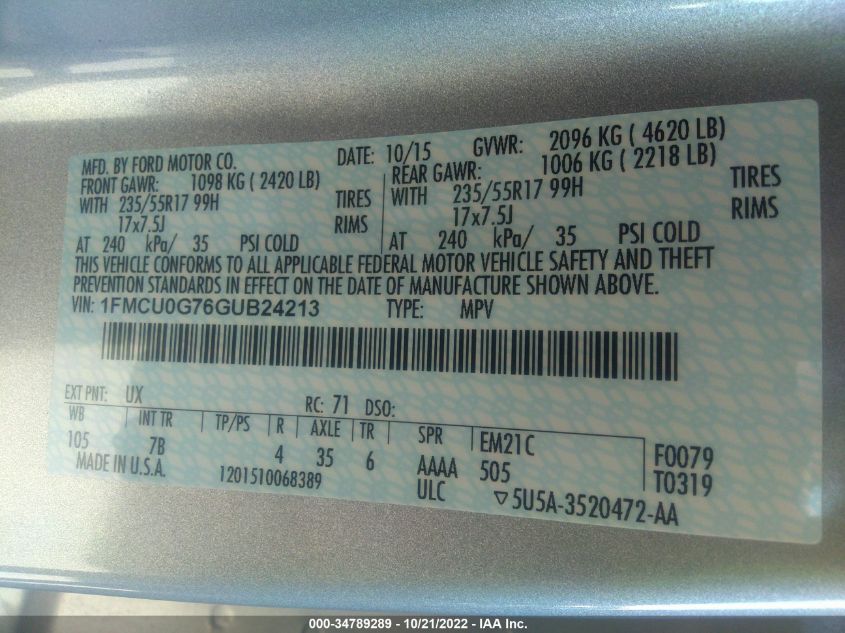 MFD. BY FORD MOTOR CO. DATE: 10/15 GVWR: 2096 KG ( 4620 LB)
FRONT GAWR: 1098 KG ( 2420 LB) REAR GAWR: 1006 KG ( 2218 LB)
WITH 235/55R17 99H TIRES WITH 235/55R17 99H TIRES
17x7.5J RIMS 17x7.5J RIMS
AT 240 kPa/ 35 PSI COLD AT 240 kPa/ 35 PSI COLD
THIS VEHICLE CONFORMS TO ALL APPLICABLE FEDERAL MOTOR VEHICLE SAFETY AND THEFT
PREVENTION STANDARDS IN EFFECT ON THE DATE OF MANUFACTURE SHOWN ABOVE.
VIN: 1FMCU0G76GUB24213 TYPE: MPV
EXT PNT: UX RC: 71 DSO:
WB INT TR TP/PS R AXLE TR SPR EM21C F0079
105 7B 4 35 6 AAAA 505 T0319
MADE IN U.S.A. 1201510068389 ULC ▽5U5A-3520472-AA
000-34789289 - 10/21/2022 - IAA Inc.